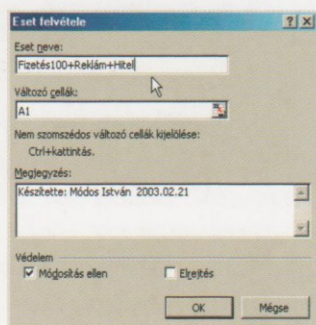 Eset felvétele
Eset neve:
Fizetés100+Reklám+Hitel
Változó cellák:
A1
Nem szomszédos változó cellák kijelölése:
Ctrl+kattintás.
Megjegyzés:
Készítette: Módos István 2003.02.21
Védelem
Módosítás ellen
Elrejtés
OK
Mégse